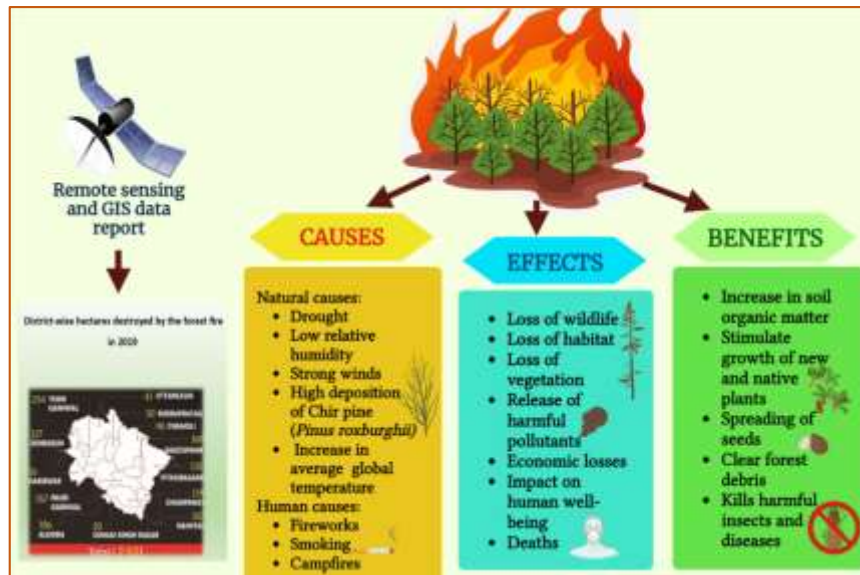 Remote sensing
and GIS data
report
District-wise hectares destroyed by the forest fire
in 2019
CAUSES
Natural causes:
• Drought
• Low relative
humidity
• Strong winds
• High deposition
of Chir pine
(Pinus roxburghii)
• Increase in
average global
temperature
Human causes:
• Fireworks
• Smoking
• Campfires
EFFECTS
• Loss of wildlife
• Loss of habitat
• Loss of
vegetation
• Release of
harmful
pollutants
• Economic losses
• Impact on
human well-
being
• Deaths
BENEFITS
• Increase in soil
organic matter
• Stimulate
growth of new
and native
plants
• Spreading of
seeds
• Clear forest
debris
• Kills harmful
insects and
diseases